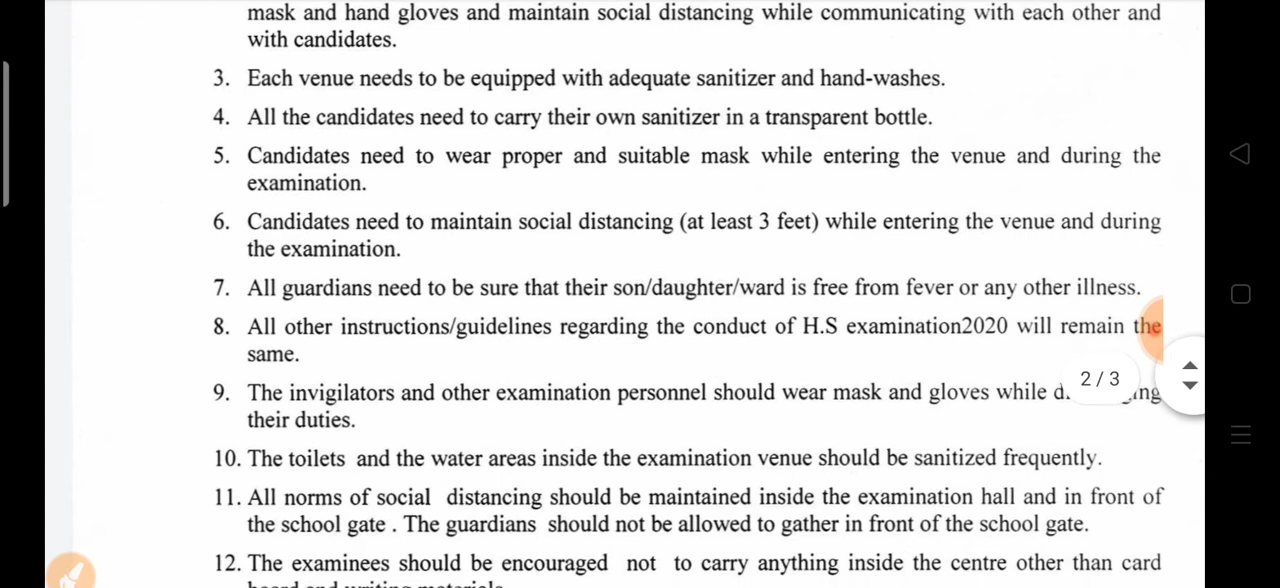 mask and hand gloves and maintain social distancing while communicating with each other and
with candidates.
3. Each venue needs to be equipped with adequate sanitizer and hand-washes.
4. All the candidates need to carry their own sanitizer in a transparent bottle.
5. Candidates need to wear proper and suitable mask while entering the venue and during the
examination.
6. Candidates need to maintain social distancing (at least 3 feet) while entering the venue and during
the examination.
7. All guardians need to be sure that their son/daughter/ward is free from fever or any other illness.
8. All other instructions/guidelines regarding the conduct of H.S examination2020 will remain the
same.
2 / 3
9. The invigilators and other examination personnel should wear mask and gloves while
their duties.
10. The toilets and the water areas inside the examination venue should be sanitized frequently.
11. All norms of social distancing should be maintained inside the examination hall and in front of
the school gate . The guardians should not be allowed to gather in front of the school gate.
12. The examinees should be encouraged not to carry anything inside the centre other than card